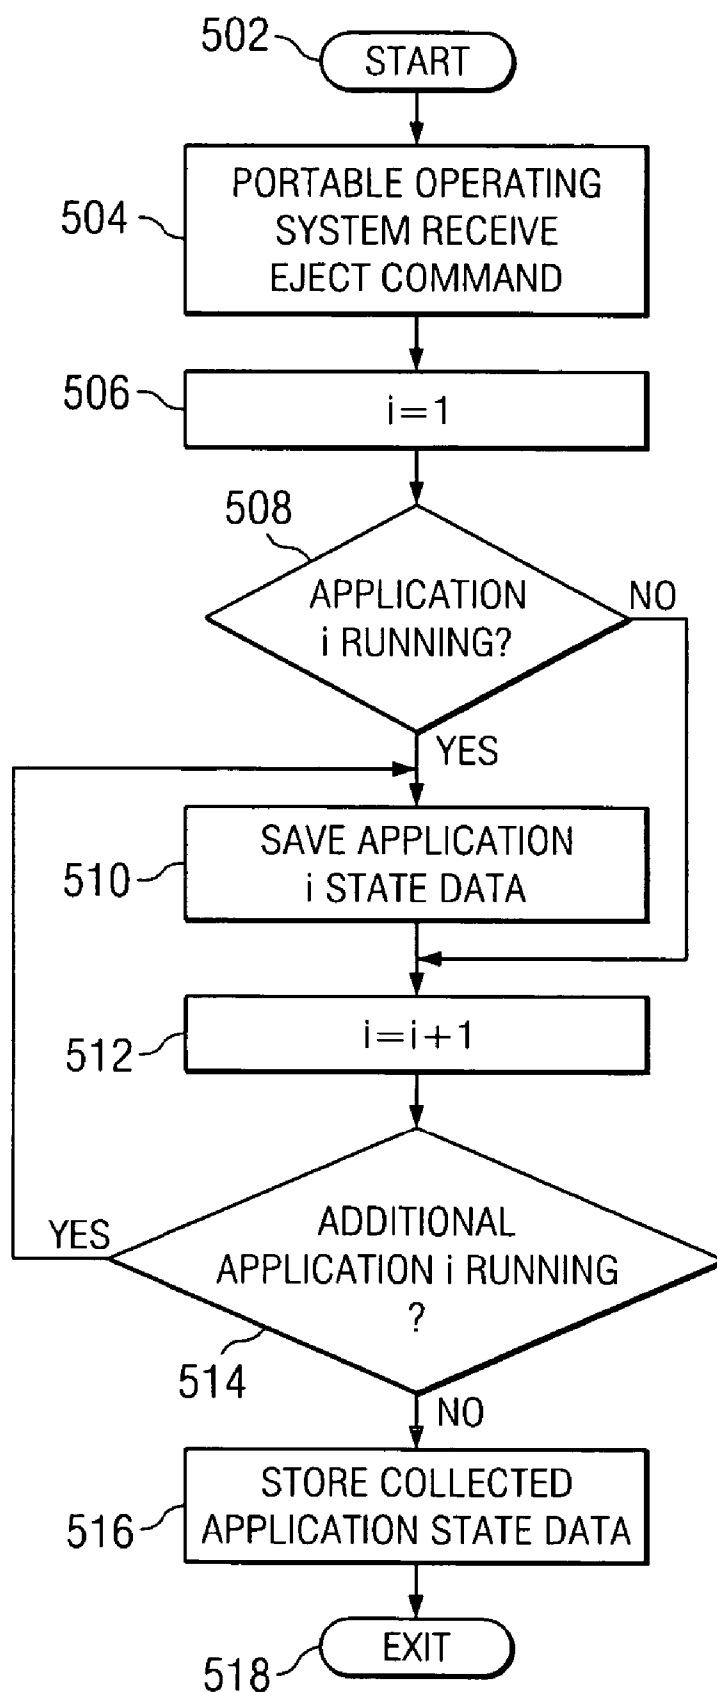 502
START
504
PORTABLE OPERATING
SYSTEM RECEIVE
EJECT COMMAND
506
i=1
508
APPLICATION
i RUNNING?
NO
YES
510
SAVE APPLICATION
i STATE DATA
512
i=i+1
YES
ADDITIONAL
APPLICATION i RUNNING
?
514
NO
516
STORE COLLECTED
APPLICATION STATE DATA
518
EXIT